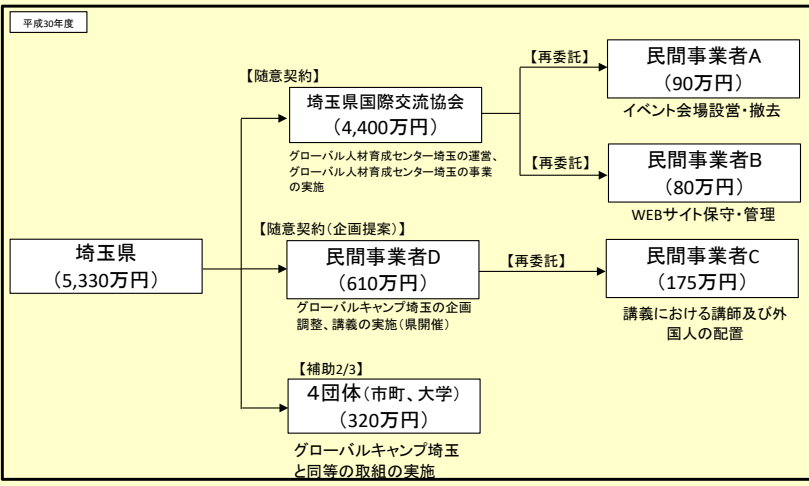 平成30年度
【随意契約】
埼玉県国際交流協会
（4,400万円）
グローバル人材育成センター埼玉の運営、
グローバル人材育成センター埼玉の事業
の実施
【再委託】
民間事業者A
（90万円）
イベント会場設営・撤去
【再委託】
民間事業者B
（80万円）
WEBサイト保守・管理
埼玉県
（5,330万円）
【随意契約（企画提案）】
民間事業者D
（610万円）
グローバルキャンプ埼玉の企画
調整、講義の実施（県開催）
【再委託】
民間事業者C
（175万円）
講義における講師及び外
国人の配置
【補助2/3】
４団体（市町、大学）
（320万円）
グローバルキャンプ埼玉
と同等の取組の実施